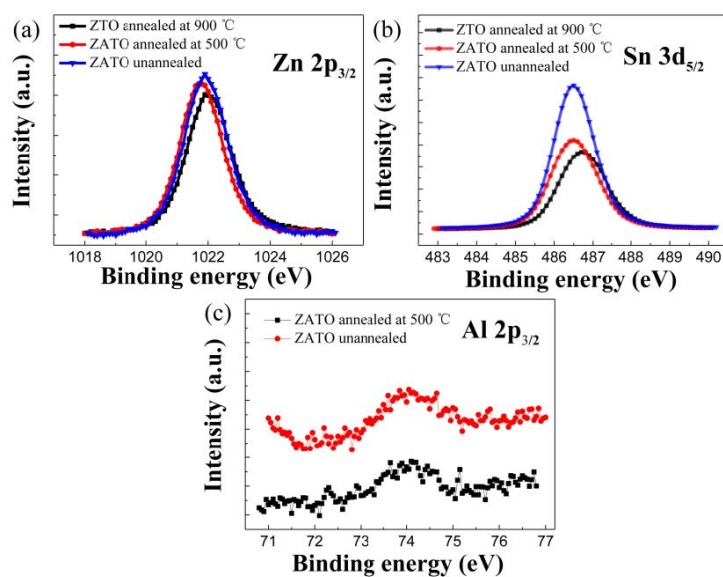 (a)
ZTO annealed at 900 ℃
ZATO annealed at 500 ℃
ZATO unannealed
Zn 2p3/2
Intensity (a.u.)
1018 1020 1022 1024 1026
Binding energy (eV)
(b)
ZTO annealed at 900 ℃
ZATO annealed at 500 ℃
ZATO unannealed
Sn 3d5/2
Intensity (a.u.)
483 484 485 486 487 488 489 490
Binding energy (eV)
(c)
ZATO annealed at 500 ℃
ZATO unannealed
Al 2p3/2
Intensity (a.u.)
71 72 73 74 75 76 77
Binding energy (eV)